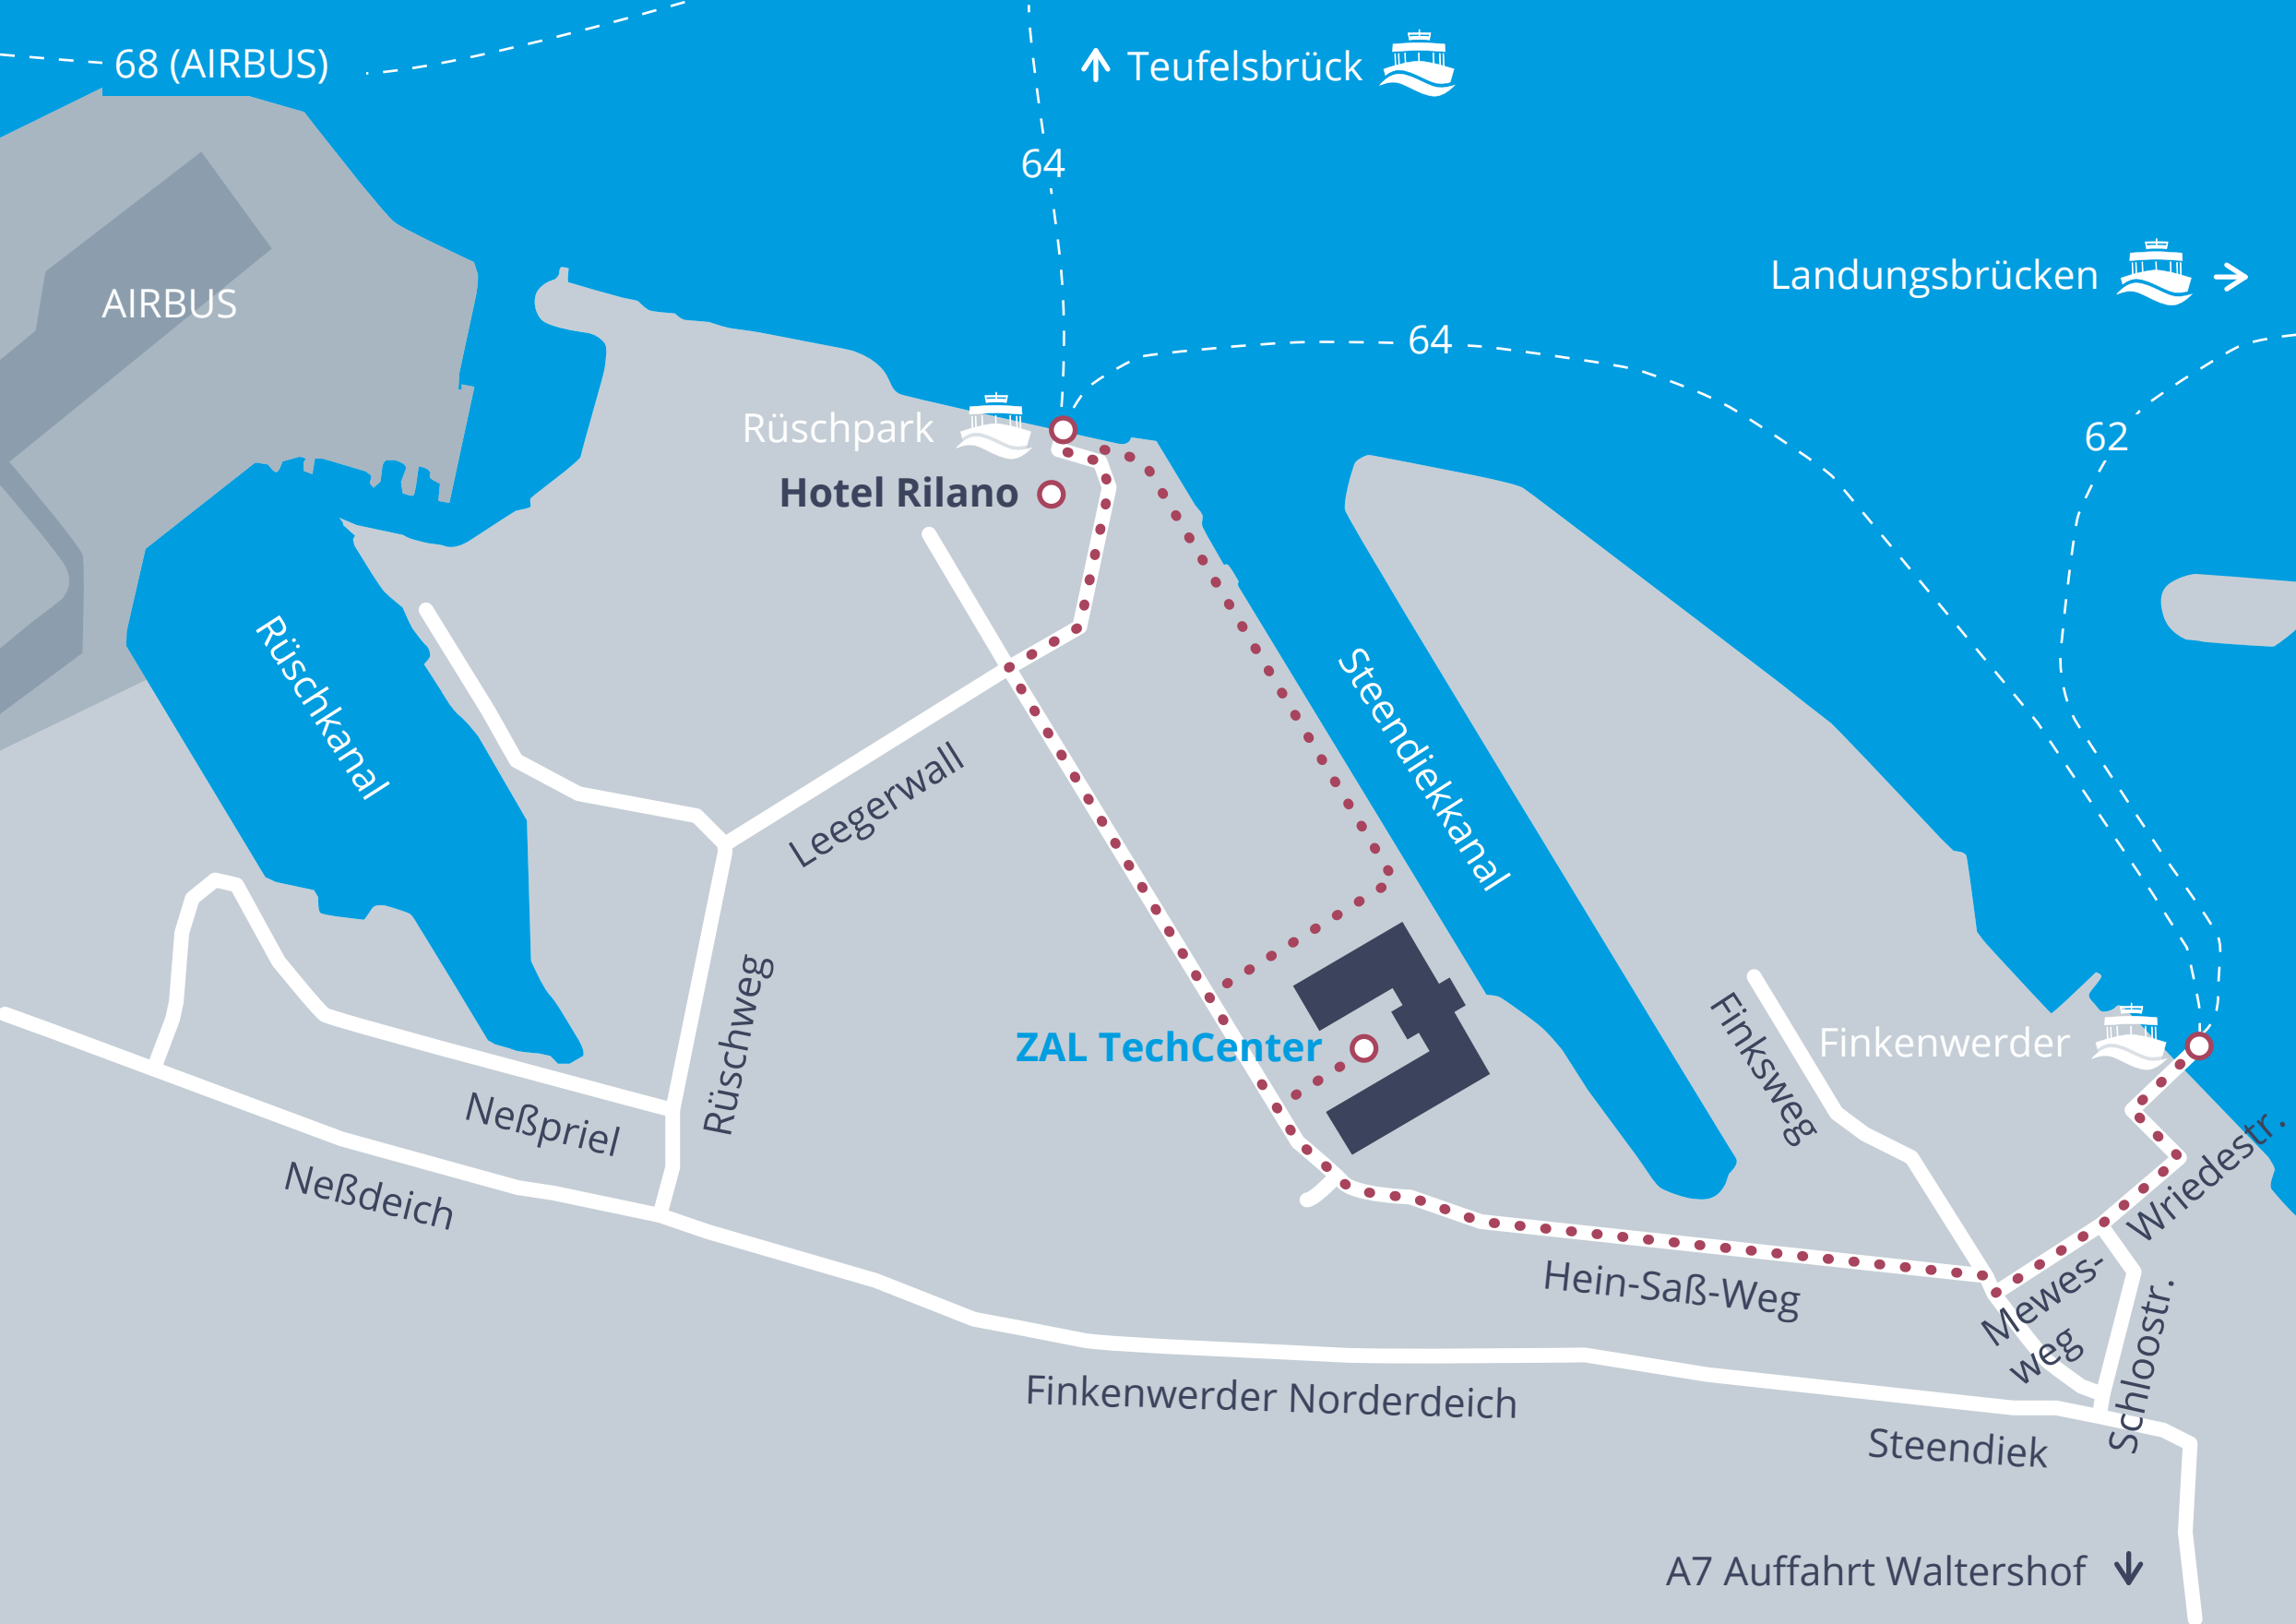 68 (AIRBUS)
Teufelsbrück
64
Landungsbrücken
AIRBUS
64
Rüschpark
62
Hotel Rilano
Rüschkanal
Steendiekkanal
Leegerwall
Rüschweg
ZAL TechCenter
Finksweg
Finkenwerder
Neßpriel
Wriedestr.
Neßdeich
Hein-Saß-Weg
Mewes-
weg
Schloostr.
Finkenwerder Norderdeich
Steendiek
A7 Auffahrt Waltershof